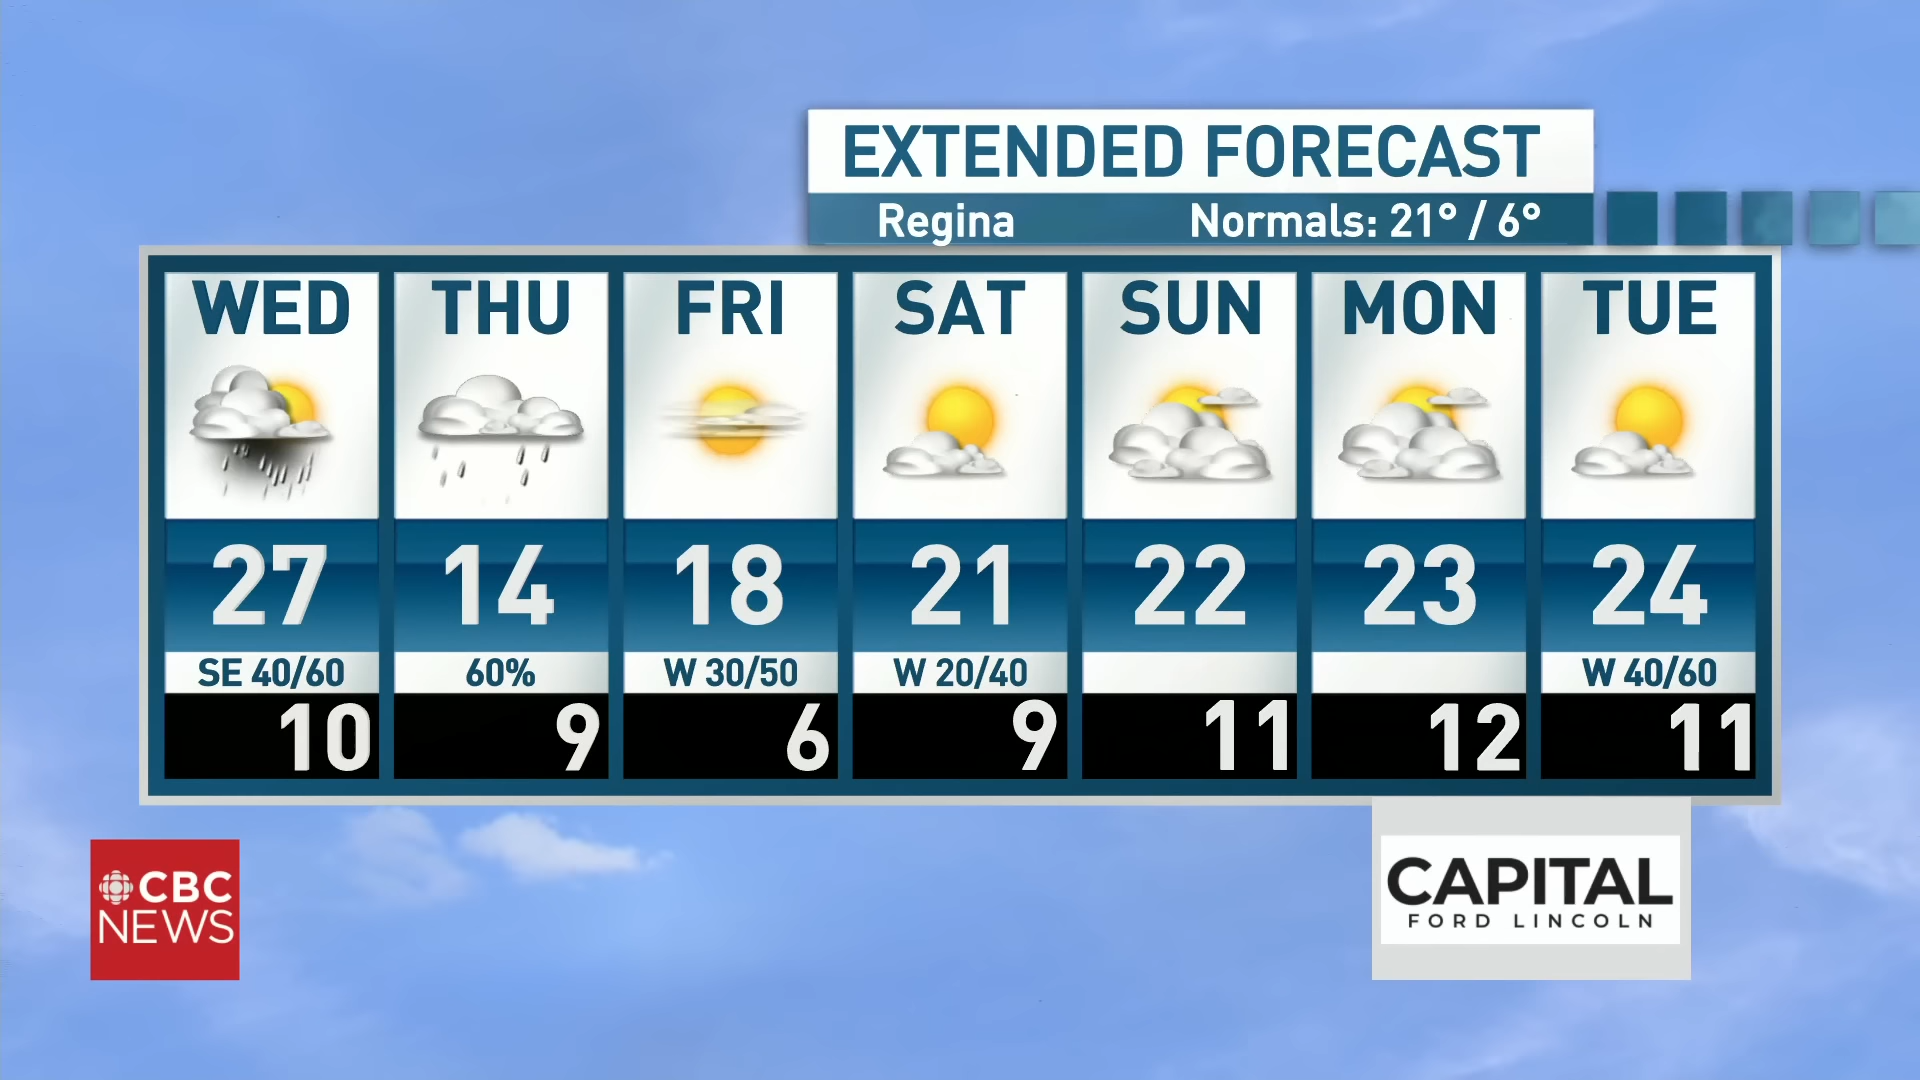 EXTENDED FORECAST
Regina Normals: 21° / 6°
WED THU FRI SAT SUN MON TUE
27 14 18 21 22 23 24
SE 40/60 60% W 30/50 W 20/40 W 40/60
10 9 6 9 11 12 11
CBC
NEWS
CAPITAL
FORD LINCOLN